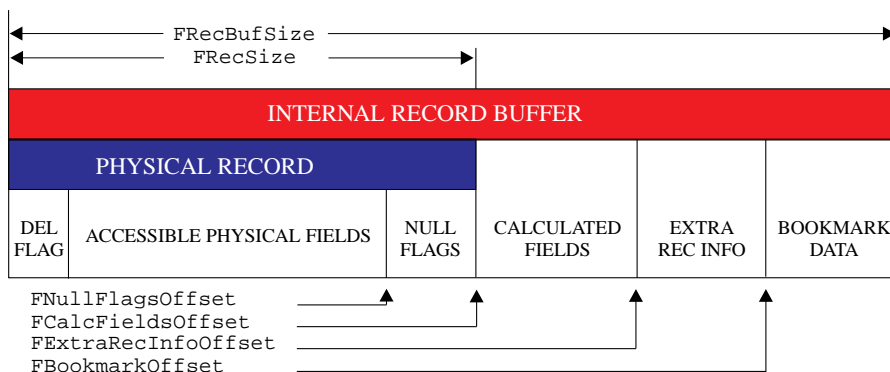 FRecBufSize
FRecSize
INTERNAL RECORD BUFFER
PHYSICAL RECORD
DEL
FLAG
ACCESSIBLE PHYSICAL FIELDS
NULL
FLAGS
CALCULATED
FIELDS
EXTRA
REC INFO
BOOKMARK
DATA
FNullFlagsOffset
FCalcFieldsOffset
FExtraRecInfoOffset
FBookmarkOffset